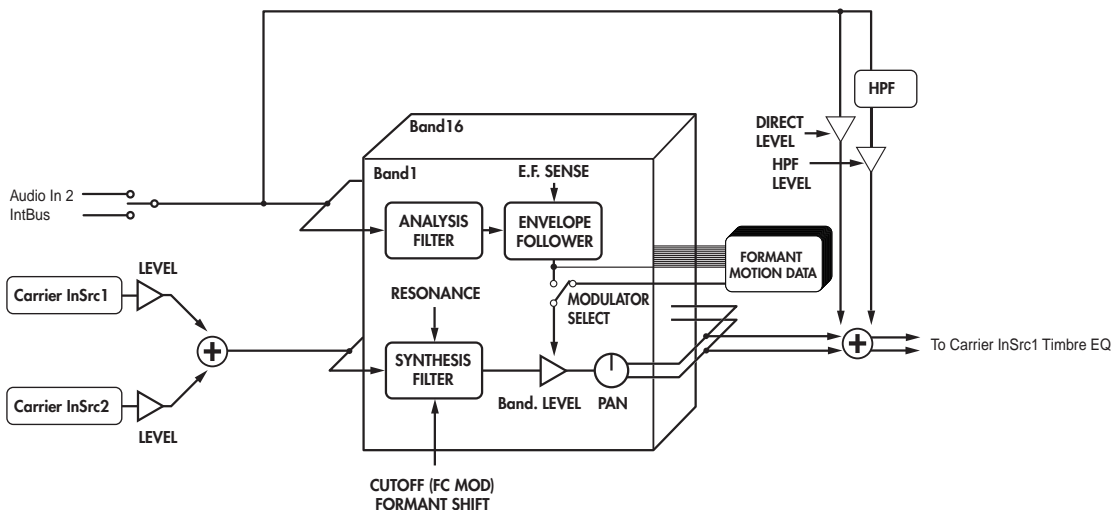 HPF
DIRECT
LEVEL
HPF
LEVEL
Band16
Band1
E.F. SENSE
Audio In 2
IntBus
ANALYSIS
FILTER
ENVELOPE
FOLLOWER
FORMANT
MOTION DATA
LEVEL
Carrier InSrc1
RESONANCE
MODULATOR
SELECT
To Carrier InSrc1 Timbre EQ
SYNTHESIS
FILTER
Band. LEVEL
PAN
Carrier InSrc2
LEVEL
CUTOFF (FC MOD)
FORMANT SHIFT